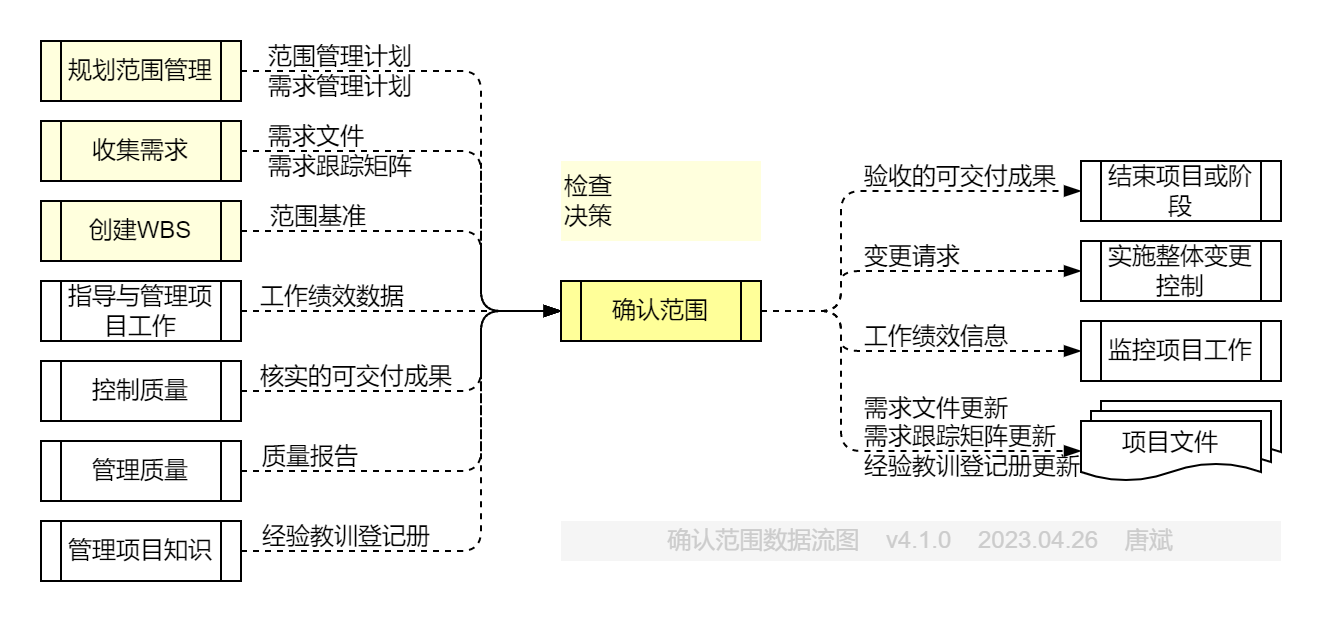 规划范围管理
范围管理计划
需求管理计划
收集需求
需求文件
需求跟踪矩阵
创建WBS
范围基准
指导与管理项
目工作
工作绩效数据
控制质量
核实的可交付成果
管理质量
质量报告
管理项目知识
经验教训登记册
检查
决策
确认范围
验收的可交付成果
结束项目或阶
段
变更请求
实施整体变更
控制
工作绩效信息
监控项目工作
需求文件更新
需求跟踪矩阵更新
经验教训登记册更新
项目文件
确认范围数据流图 v4.1.0 2023.04.26 唐斌